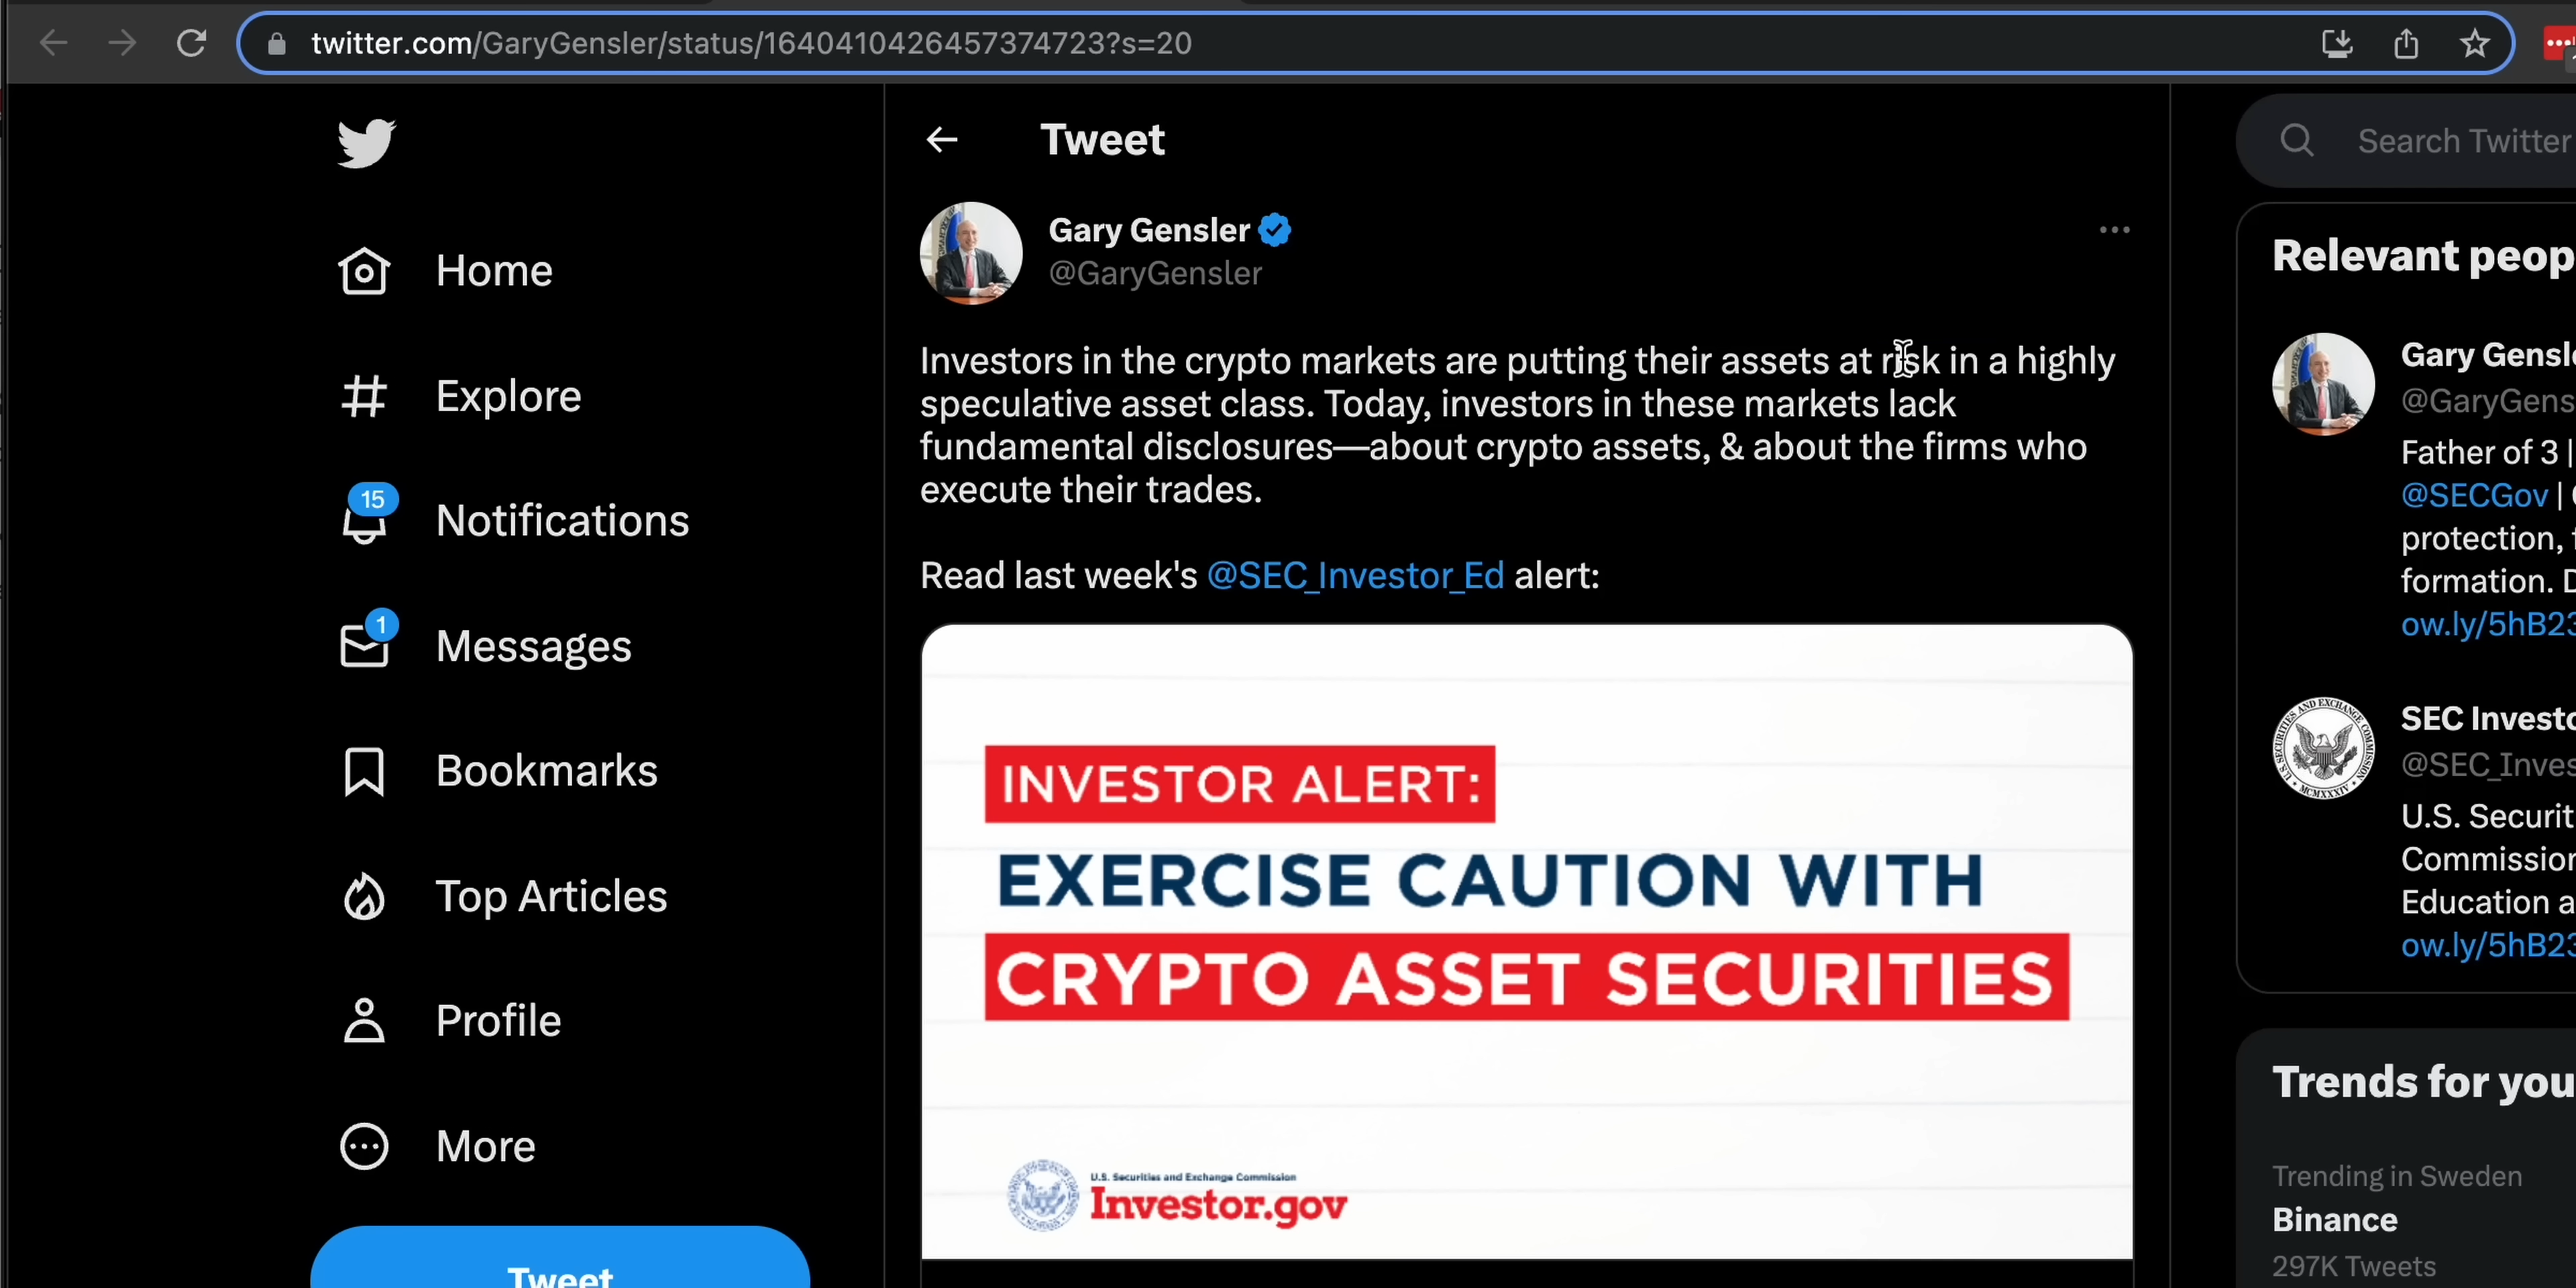 twitter.com/GaryGensler/status/1640410426457374723?s=20
Home
Explore
15
Notifications
1
Messages
Bookmarks
Top Articles
Profile
More
Tweet
Tweet
Gary Gensler
@GaryGensler
Investors in the crypto markets are putting their assets at risk in a highly
speculative asset class. Today, investors in these markets lack
fundamental disclosures—about crypto assets, & about the firms who
execute their trades.
Read last week's @SEC_Investor_Ed alert:
INVESTOR ALERT:
EXERCISE CAUTION WITH
CRYPTO ASSET SECURITIES
U.S. Securities and Exchange Commission
Investor.gov
Search Twitter
Relevant peop
Gary Gensl
@GaryGens
Father of 3 |
@SECGov |
protection,
formation. D
ow.ly/5hB23
SEC Investo
@SEC_Inves
U.S. Securit
Commission
Education a
ow.ly/5hB23
Trends for you
Trending in Sweden
Binance
297K Tweets